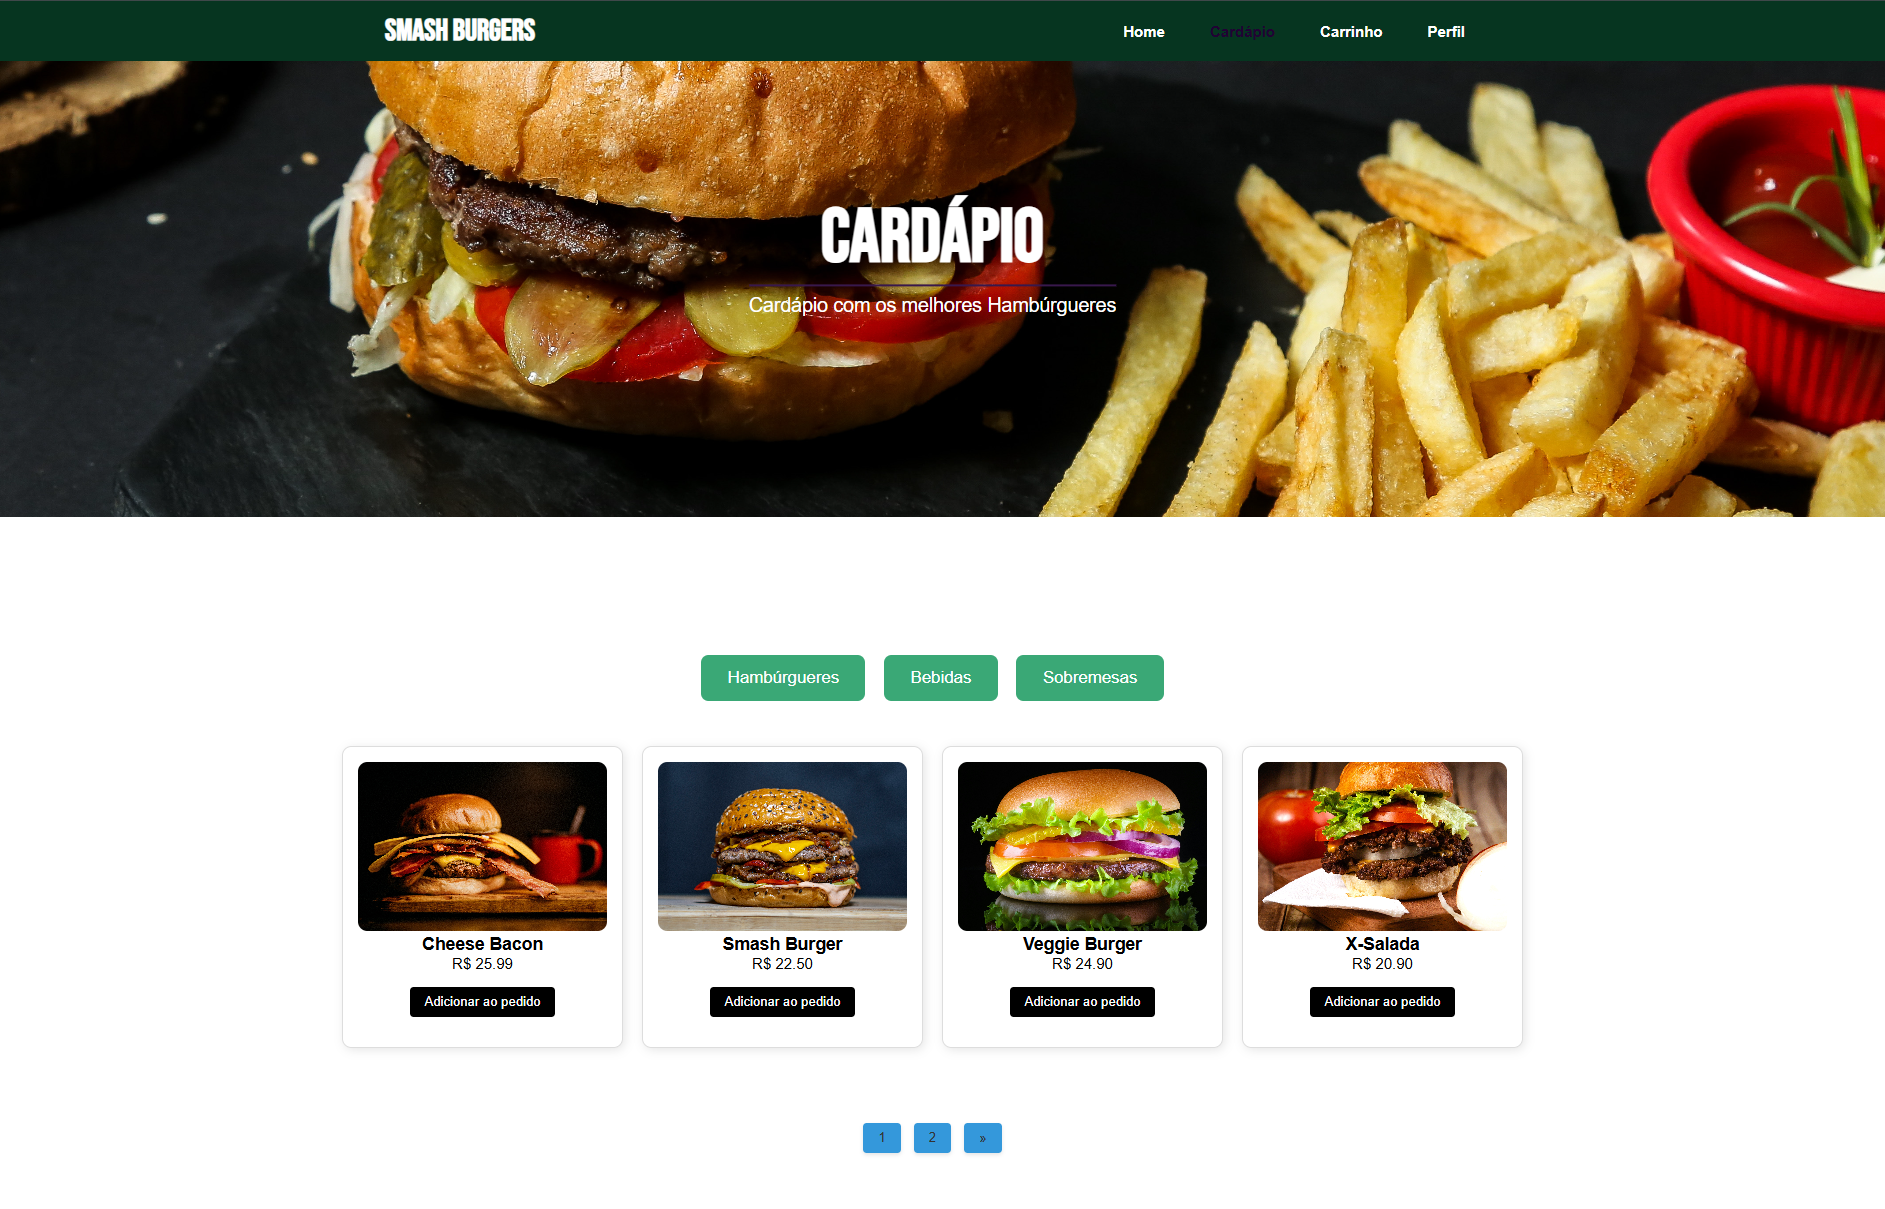 SMASH BURGERS
Home Cardápio Carrinho Perfil
CARDÁPIO
Cardápio com os melhores Hambúrgueres
Hambúrgueres Bebidas Sobremesas
Cheese Bacon
R$ 25.99
Adicionar ao pedido
Smash Burger
R$ 22.50
Adicionar ao pedido
Veggie Burger
R$ 24.90
Adicionar ao pedido
X-Salada
R$ 20.90
Adicionar ao pedido
1 2 »